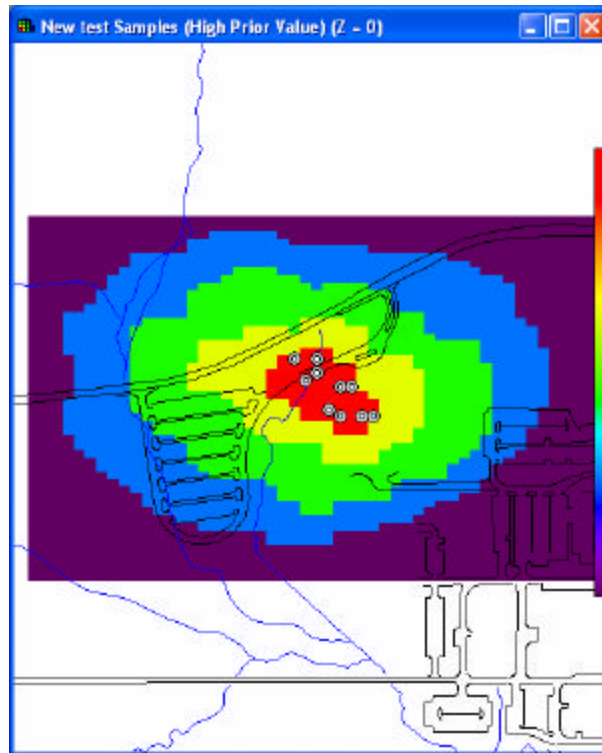 New test Samples (High Prior Value) (Z = 0)